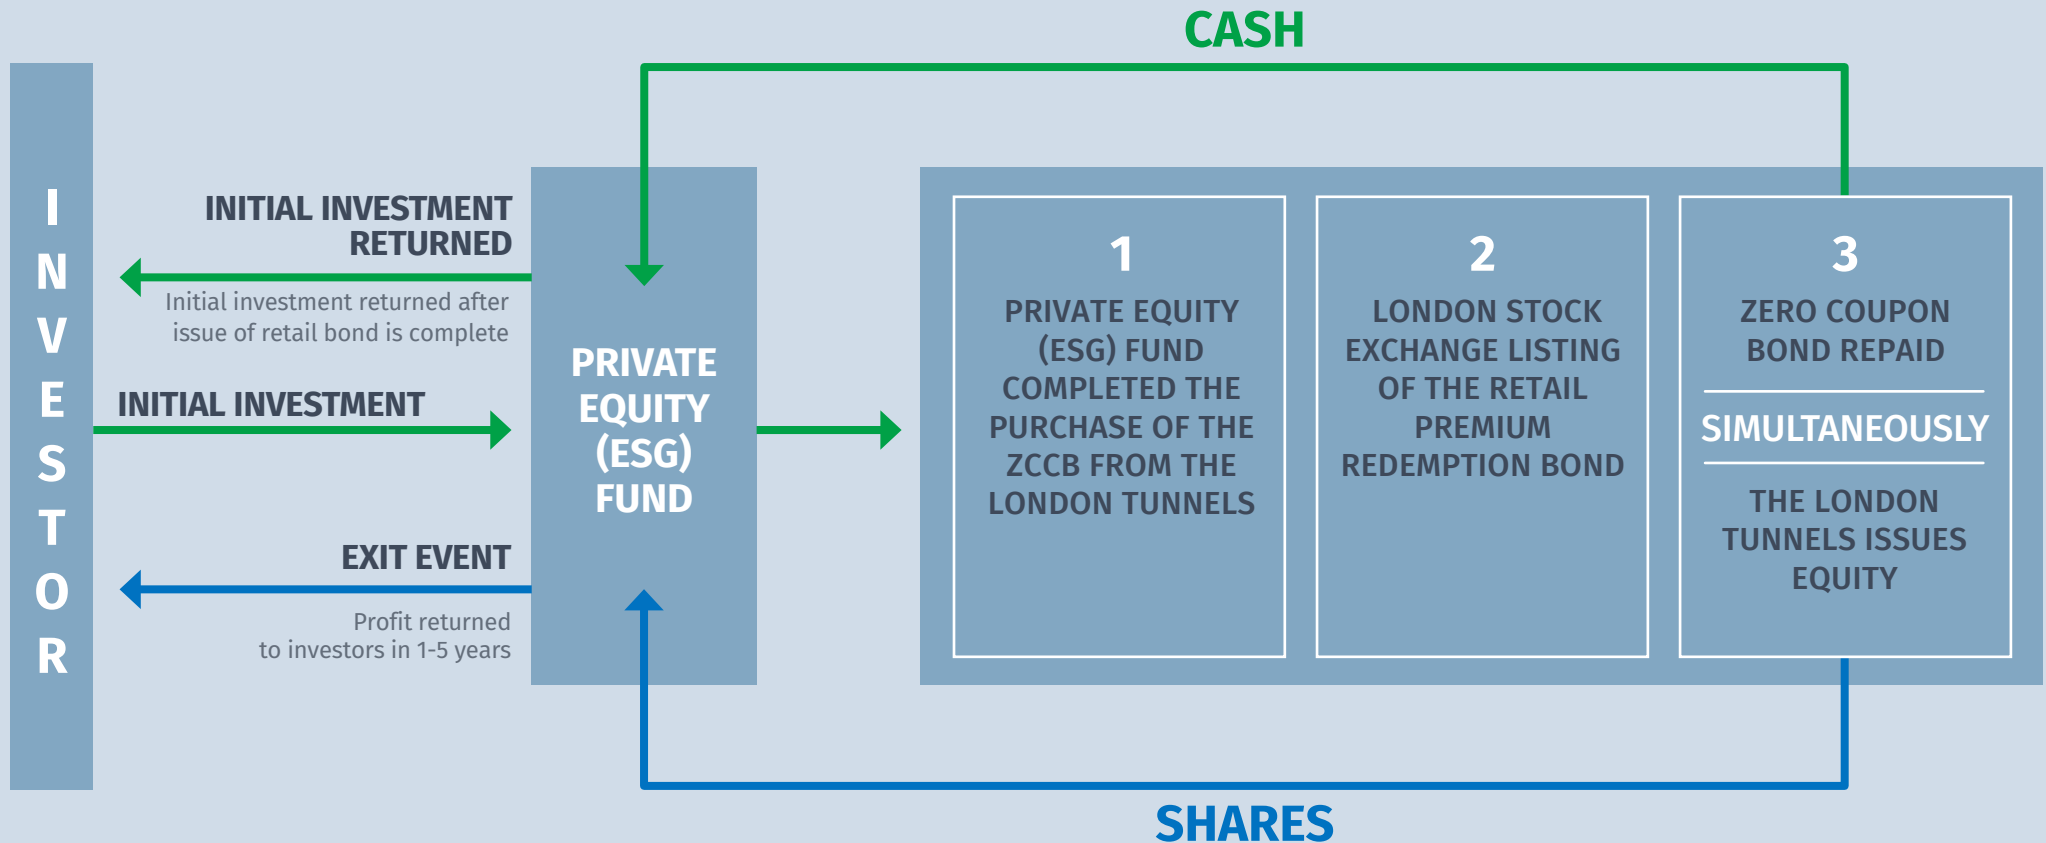 CASH
INVESTOR
INITIAL INVESTMENT
RETURNED
Initial investment returned after
issue of retail bond is complete
INITIAL INVESTMENT
EXIT EVENT
Profit returned
to investors in 1-5 years
PRIVATE
EQUITY
(ESG)
FUND
1
PRIVATE EQUITY
(ESG) FUND
COMPLETED THE
PURCHASE OF THE
ZCCB FROM THE
LONDON TUNNELS
2
LONDON STOCK
EXCHANGE LISTING
OF THE RETAIL
PREMIUM
REDEMPTION BOND
3
ZERO COUPON
BOND REPAID
SIMULTANEOUSLY
THE LONDON
TUNNELS ISSUES
EQUITY
SHARES